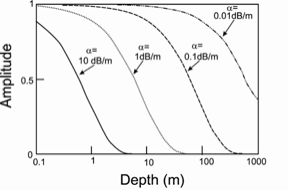 1
α=
0.01dB/m
α=
10 dB/m
α=
1dB/m
α=
0.1dB/m
Amplitude
0.5
0
0.1
1
10
100
1000
Depth (m)